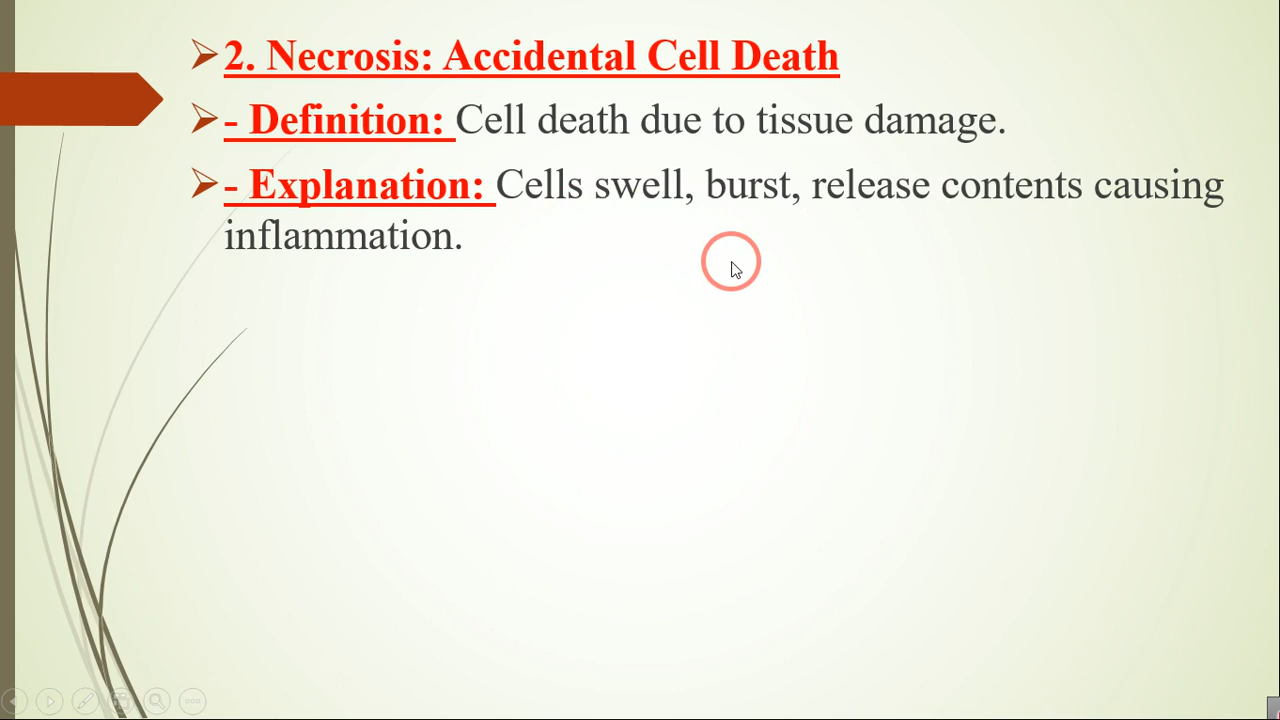 2. Necrosis: Accidental Cell Death
- Definition: Cell death due to tissue damage.
- Explanation: Cells swell, burst, release contents causing
inflammation.